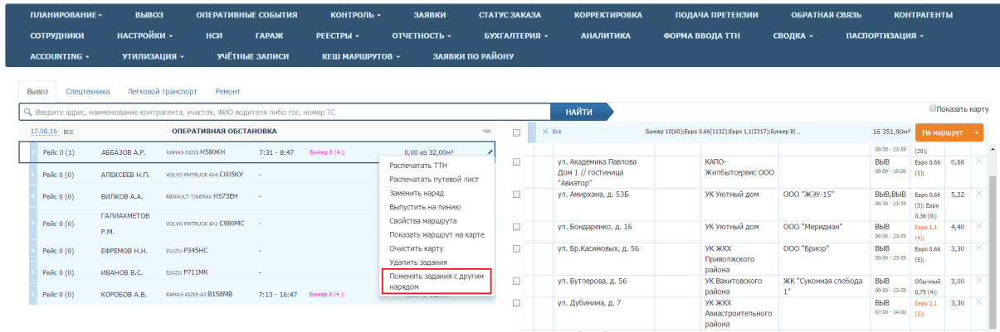 ПЛАНИРОВАНИЕ ВЫВОЗ ОПЕРАТИВНЫЕ СОБЫТИЯ КОНТРОЛЬ ЗАЯВКИ СТАТУС ЗАКАЗА КОРРЕКТИРОВКА ПОДАЧА ПРЕТЕНЗИИ ОБРАТНАЯ СВЯЗЬ КОНТРАГЕНТЫ
СОТРУДНИКИ НАСТРОЙКИ НСИ ГАРАЖ РЕЕСТРЫ ОТЧЕТНОСТЬ БУХГАЛТЕРИЯ АНАЛИТИКА ФОРМА ВВОДА ТТН СВОДКА ПАСПОРТИЗАЦИЯ
ACCOUNTING УТИЛИЗАЦИЯ УЧЁТНЫЕ ЗАПИСИ КЕШ МАРШРУТОВ ЗАЯВКИ ПО РАЙОНУ
Вывоз Спецтехника Легковой транспорт Ремонт
Введите адрес, наименование контрагента, участок, ФИО водителя либо гос. номер ТС НАЙТИ Показать карту
17.08.16 ВСЕ ОПЕРАТИВНАЯ ОБСТАНОВКА
Рейс 0 (1) АББАЗОВ А.Р. КАМАЗ-53215 Н580КН 7:31 - 8:47 Бункер 8 (4 ); 0,00 из 32,00м³
Рейс 0 (0) АЛЕКСЕЕВ Н.П. VOLVO FMTRUCK 6X4 С005КУ -
Рейс 0 (0) ВИЛКОВ А.А. RENAULT T/KERAX Н573ЕН -
Рейс 0 (0) ГАЛИАХМЕТОВ Р.М. VOLVO FMTRUCK 6X2 С980МС -
Рейс 0 (0) ЕФРЕМОВ Н.Н. ISUZU Р345НС -
Рейс 0 (0) ИВАНОВ В.С. ISUZU Р711МК -
Рейс 0 (0) КОРОБОВ А.В. КАМАЗ-43255-А3 В158МВ 7:13 - 16:47 Бункер 8 (4 );
Распечатать ТТН
Распечатать путевой лист
Заменить наряд
Выпустить на линию
Свойства маршрута
Показать маршрут на карте
Очистить карту
Удалить задания
Поменять задания с другим
нарядом
Все Бункер 10(60);Евро 0.66(1132);Евро 1,1(2317);Бункер 8(... 16 351,90м³ На маршрут
08:00 - 23:59 (20);
ул. Академика Павлова Дом 1 // гостиница "Авиатор" КАПО-Жилбытсервис ООО ВЫВ 08:00 - 10:00 Евро 0.66 (1); 0,66
ул. Амирхана, д. 53Б УК Уютный дом ООО "ЖЭУ-15" ВЫВ,ВЫВ 06:30 - 23:59 Евро 0.66 (3); Евро 0.36 (9); 5,22
ул. Бондаренко, д. 16 УК Уютный дом ООО "Меридиан" ВЫВ 06:00 - 23:59 Евро 1,1 (4); 4,40
ул. Бр.Касимовых, д. 56 УК ЖКХ Приволжского района ООО "Бриор" ВЫВ 00:00 - 23:59 Евро 0.66 (5); 3,30
ул. Бутлерова, д. 56 УК Вахитовского района ЖК "Суконная слобода 1" ВЫВ 00:00 - 23:59 Обычный 0,75 (4); 3,00
ул. Дубинина, д. 7 УК ЖКХ Авиастроительного района ВЫВ 07:00 - 14:00 Евро 1,1 (3); 3,30